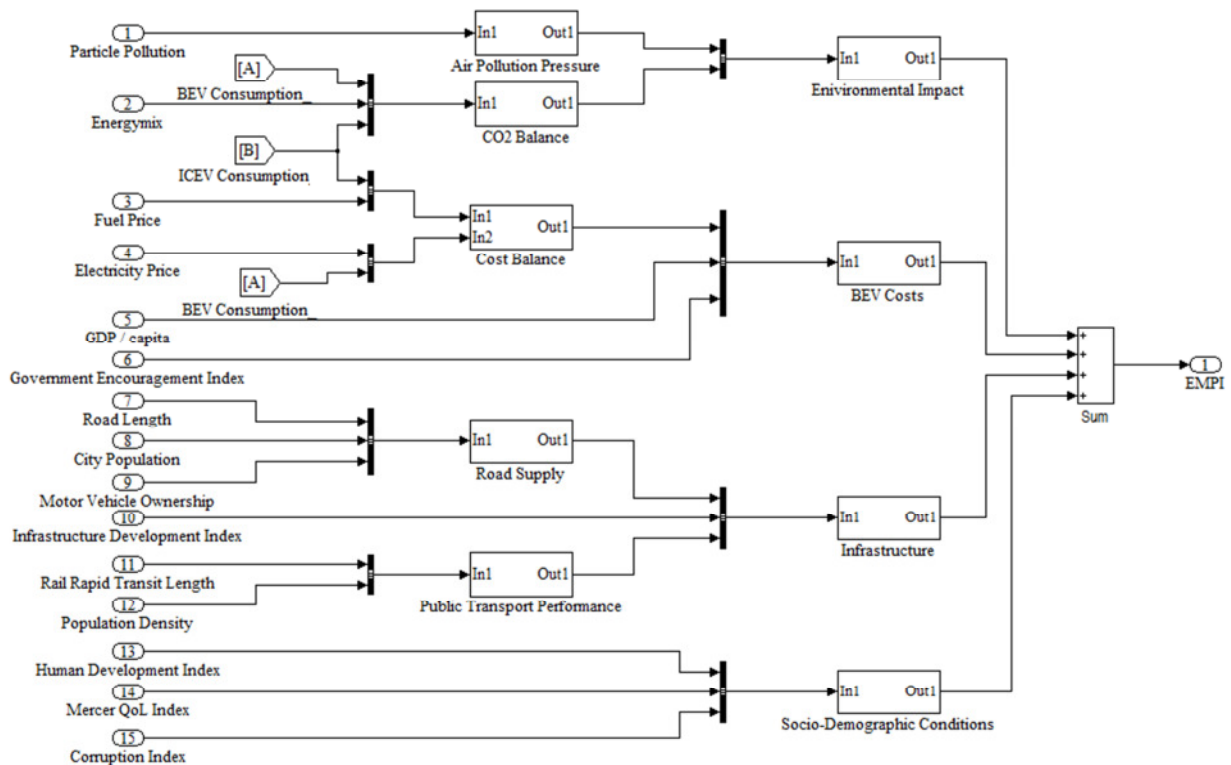 1
Particle Pollution
In1 Out1
Air Pollution Pressure
In1 Out1
Enivironmental Impact
[A]
BEV Consumption_
2
Energymix
In1 Out1
CO2 Balance
[B]
ICEV Consumption
3
Fuel Price
In1 Out1
In2
Cost Balance
4
Electricity Price
[A]
BEV Consumption_
In1 Out1
BEV Costs
5
GDP / capita
6
Government Encouragement Index
+
+
+
+
Sum
1
EMPI
7
Road Length
8
City Population
9
Motor Vehicle Ownership
In1 Out1
Road Supply
10
Infrastructure Development Index
In1 Out1
Infrastructure
11
Rail Rapid Transit Length
12
Population Density
In1 Out1
Public Transport Performance
13
Human Development Index
14
Mercer QoL Index
15
Corruption Index
In1 Out1
Socio-Demographic Conditions